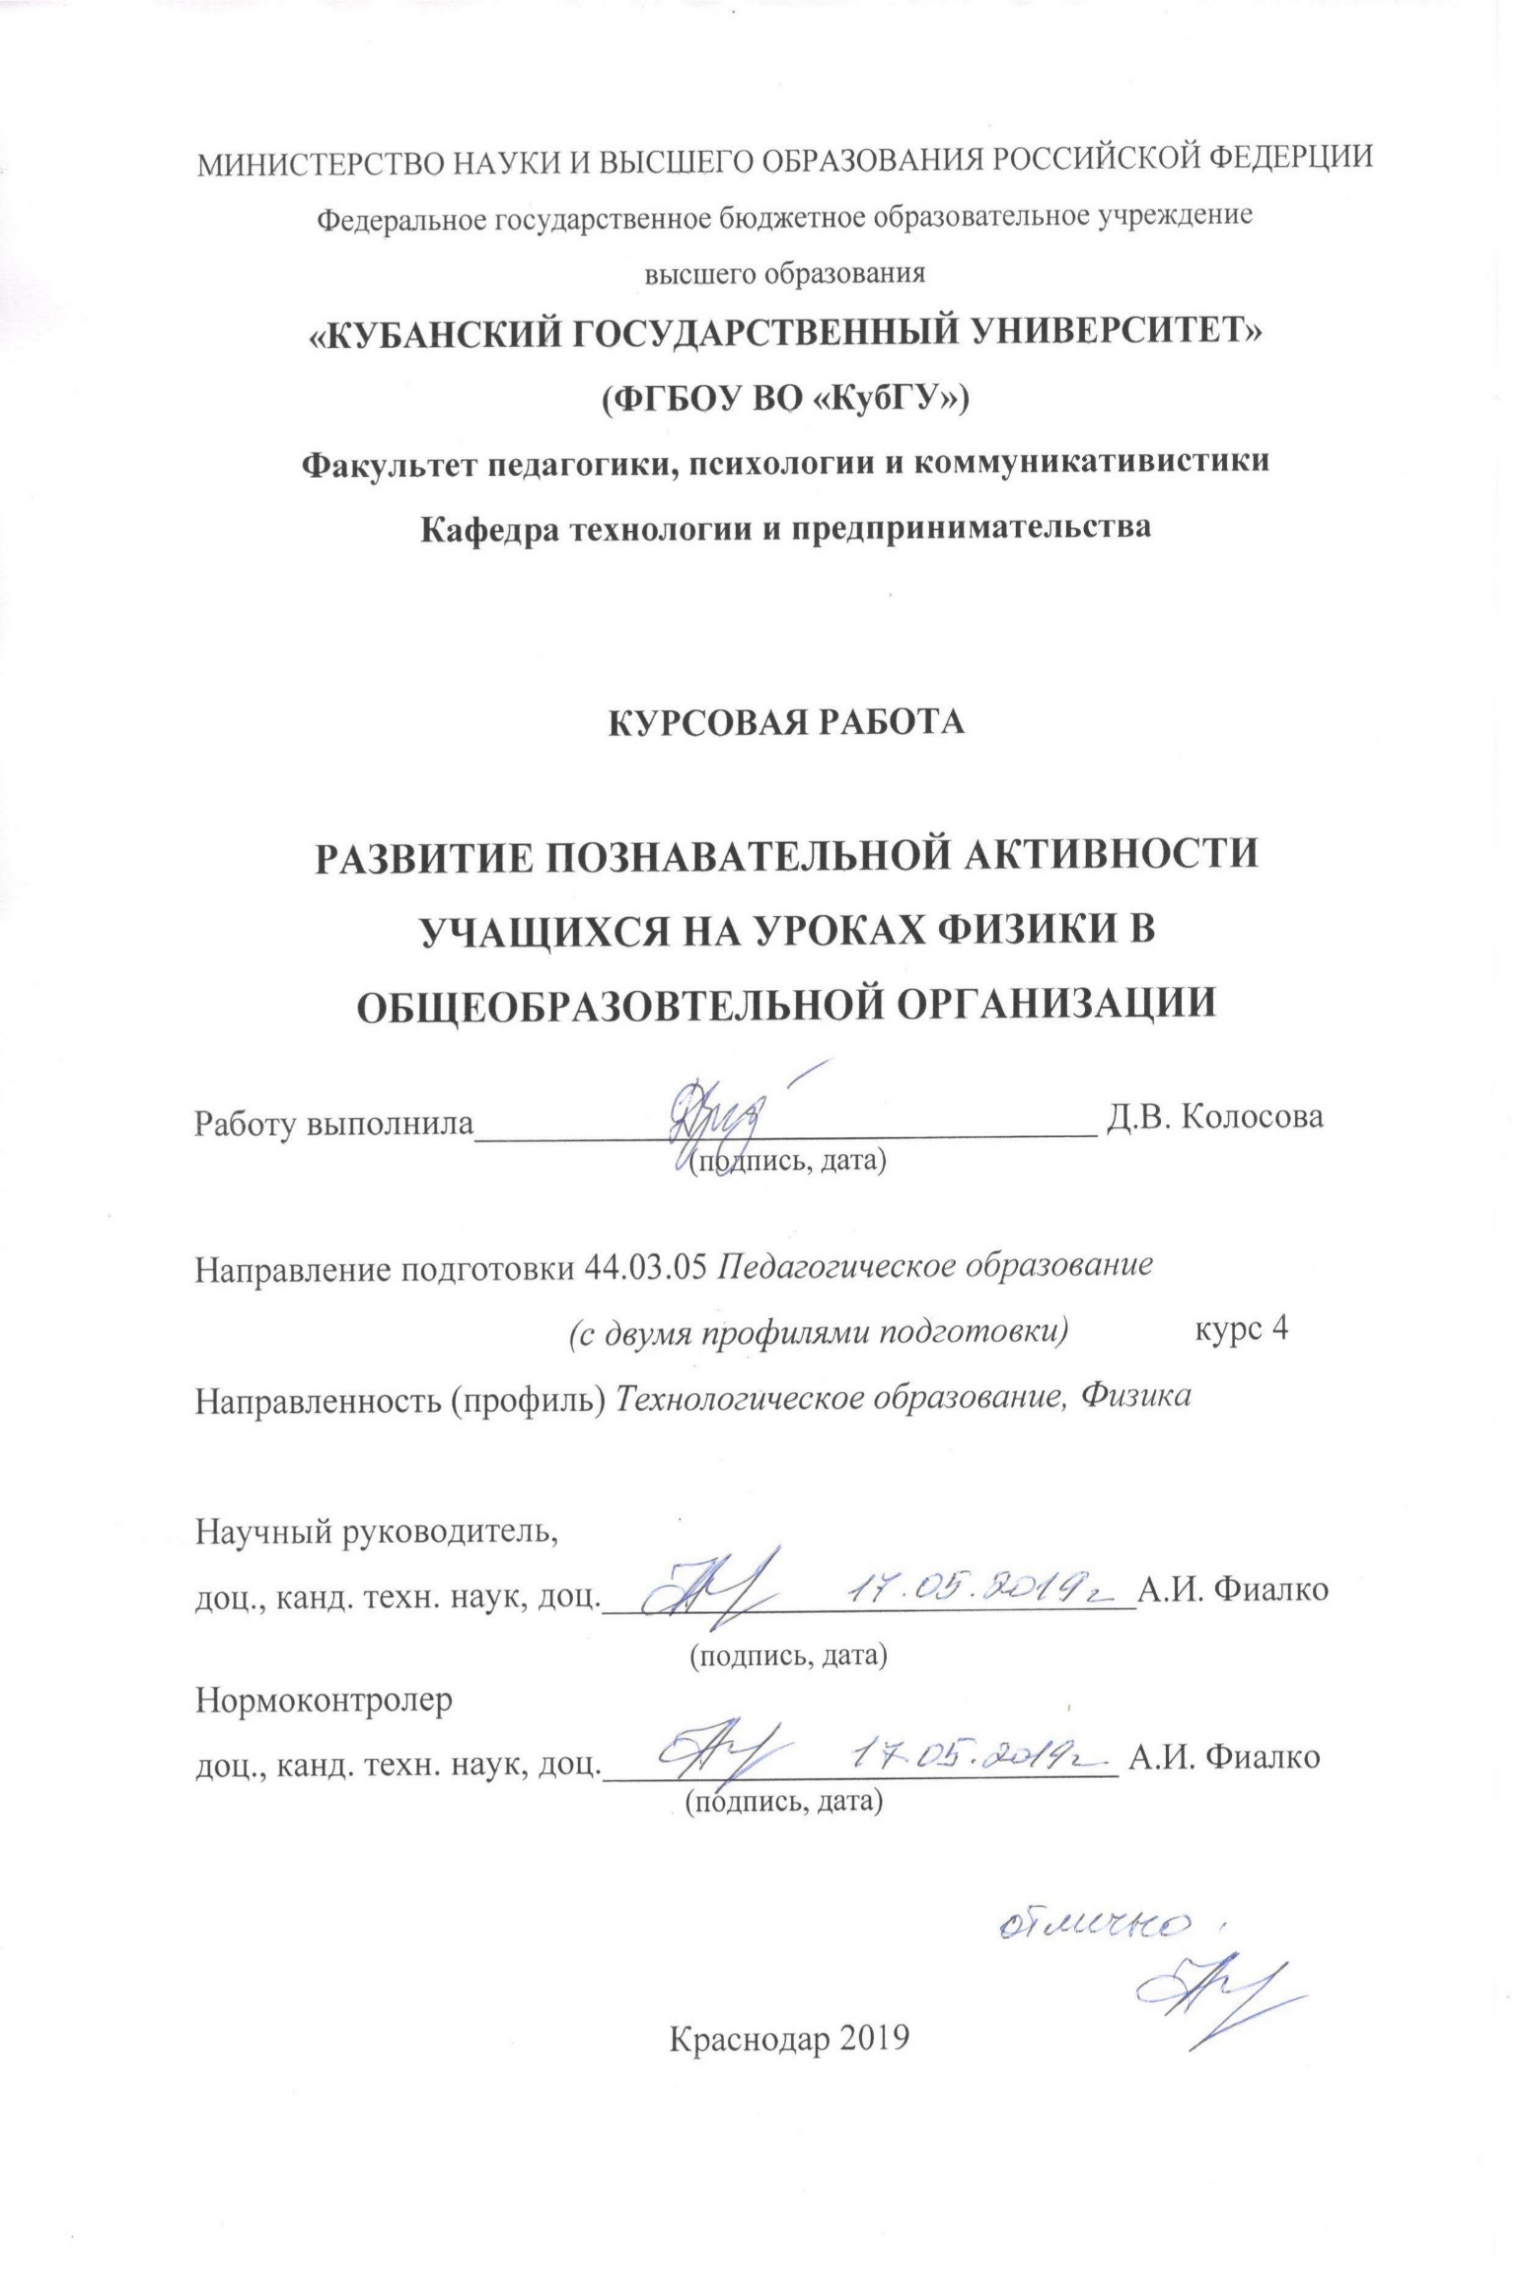 МИНИСТЕРСТВО НАУКИ И ВЫСШЕГО ОБРАЗОВАНИЯ РОССИЙСКОЙ ФЕДЕРЦИИ
Федеральное государственное бюджетное образовательное учреждение
высшего образования
«КУБАНСКИЙ ГОСУДАРСТВЕННЫЙ УНИВЕРСИТЕТ»
(ФГБОУ ВО «КубГУ»)
Факультет педагогики, психологии и коммуникативистики
Кафедра технологии и предпринимательства
КУРСОВАЯ РАБОТА
РАЗВИТИЕ ПОЗНАВАТЕЛЬНОЙ АКТИВНОСТИ
УЧАЩИХСЯ НА УРОКАХ ФИЗИКИ В
ОБЩЕОБРАЗОВТЕЛЬНОЙ ОРГАНИЗАЦИИ
Работу выполнила Д.В. Колосова
(подпись, дата)
Направление подготовки 44.03.05 Педагогическое образование
(с двумя профилями подготовки) курс 4
Направленность (профиль) Технологическое образование, Физика
Научный руководитель,
доц., канд. техн. наук, доц. 17.05.2019г А.И. Фиалко
(подпись, дата)
Нормоконтролер
доц., канд. техн. наук, доц. 17.05.2019г А.И. Фиалко
(подпись, дата)
отлично.
Краснодар 2019